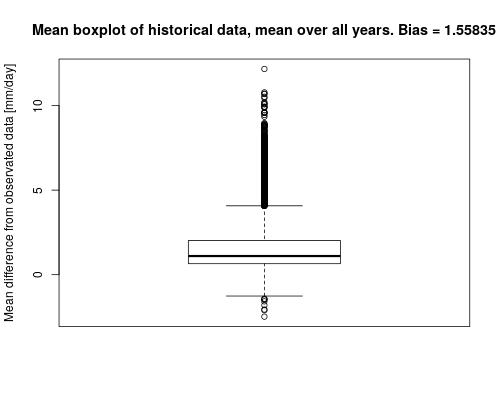 Mean boxplot of historical data, mean over all years. Bias = 1.55835
Mean difference from observated data [mm/day]
10
5
0